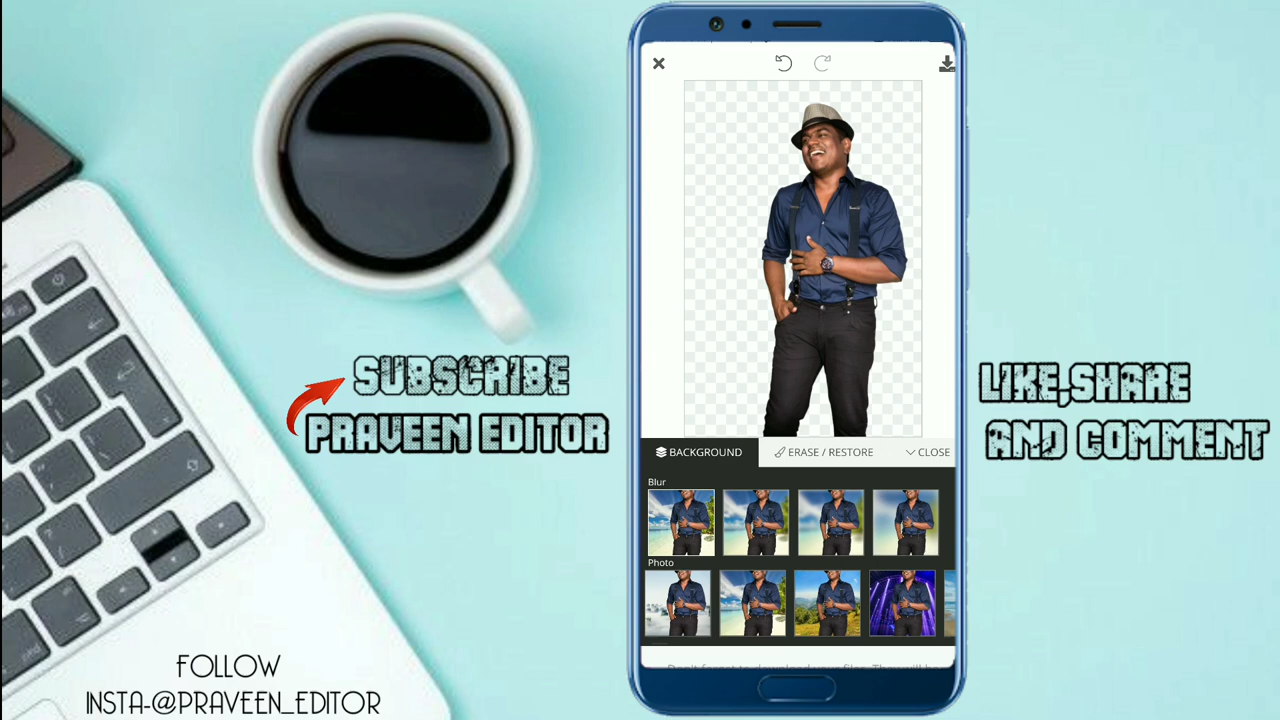 SUBSCRIBE
PRAVEEN EDITOR
FOLLOW
INSTA-@PRAVEEN_EDITOR
BACKGROUND
ERASE / RESTORE
CLOSE
Blur
Photo
LIKE,SHARE
AND COMMENT